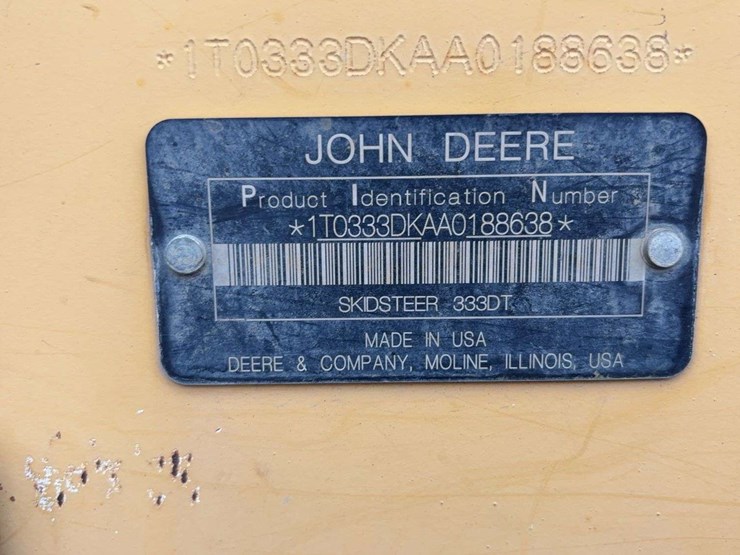 *1T0333DKAA0188638*
JOHN DEERE
Product Identification Number
*1T0333DKAA0188638*
SKIDSTEER 333DT
MADE IN USA
DEERE & COMPANY, MOLINE, ILLINOIS, USA